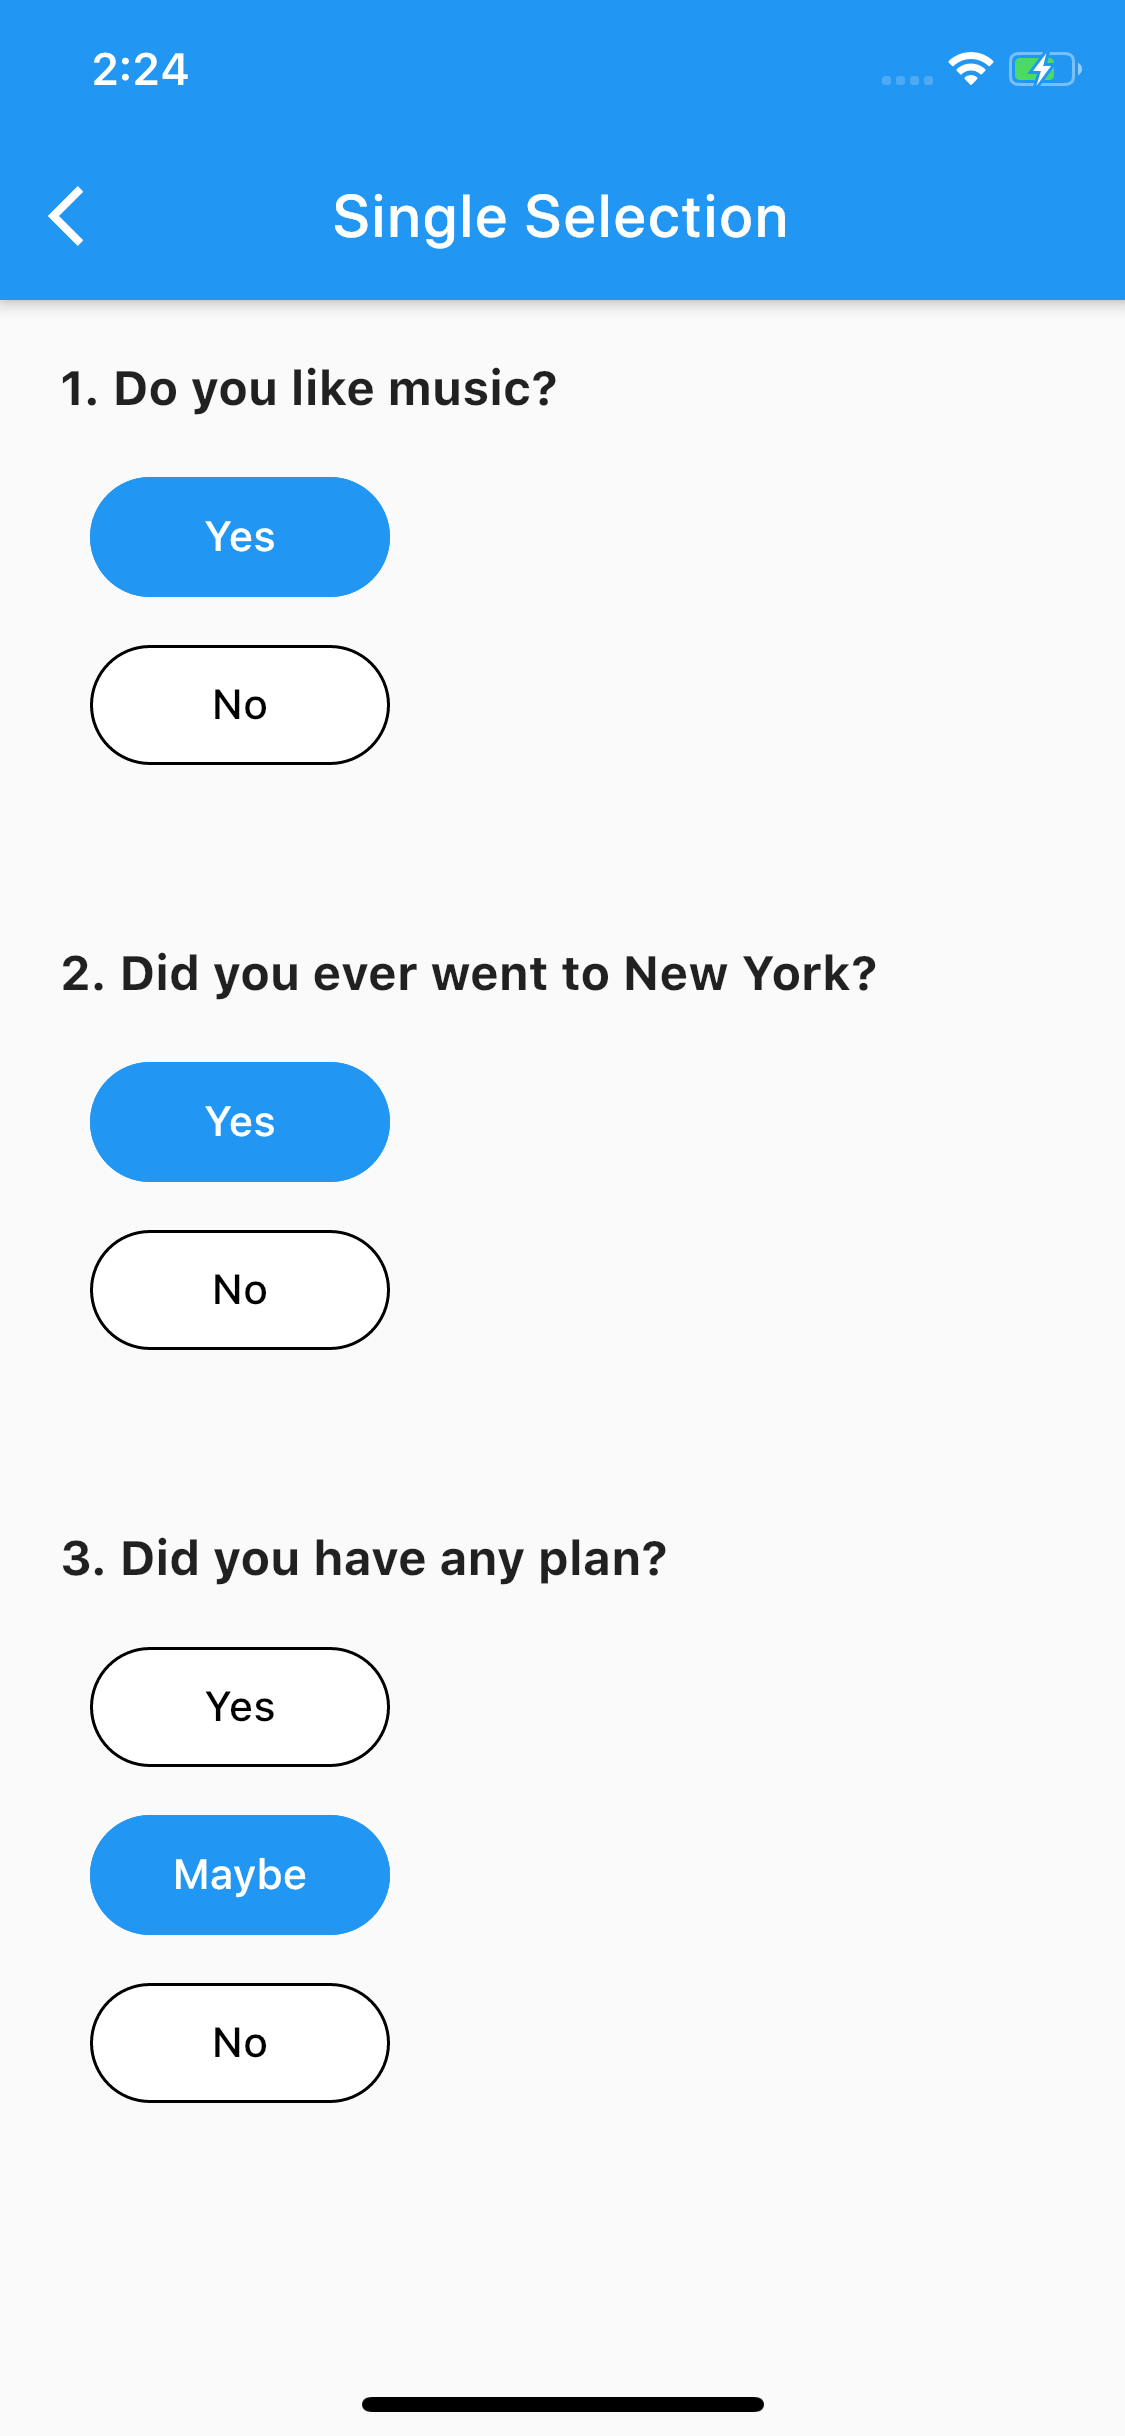 2:24
Single Selection
1. Do you like music?
Yes
No
2. Did you ever went to New York?
Yes
No
3. Did you have any plan?
Yes
Maybe
No